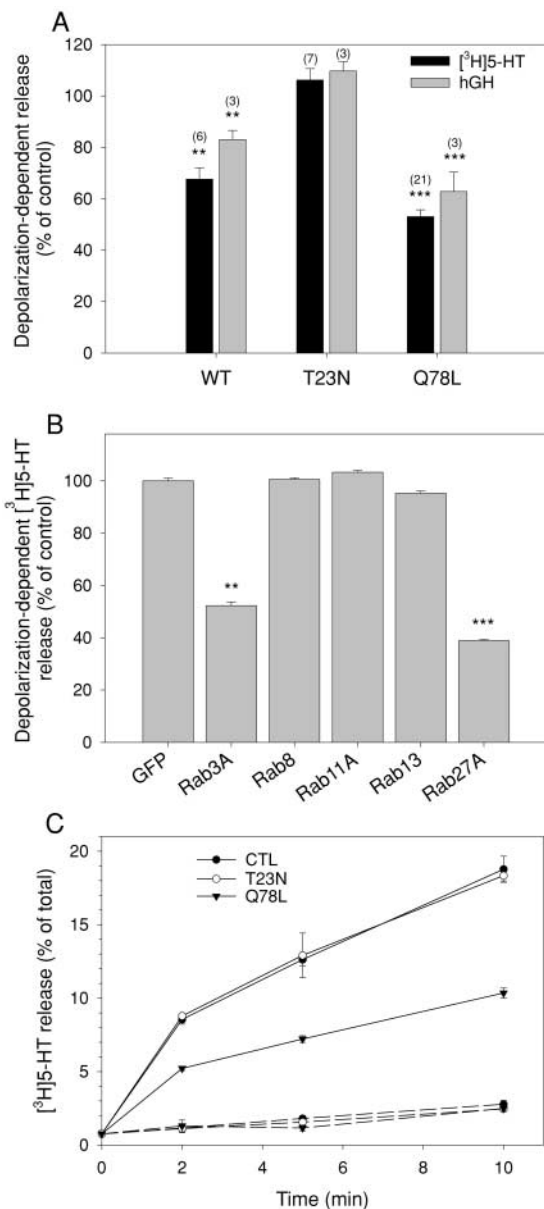 A
Depolarization-dependent release
(% of control)
120
100
80
60
40
20
0
[³H]5-HT
hGH
(6)
**
(3)
**
(7)
(3)
(21)
***
(3)
***
WT
T23N
Q78L
B
Depolarization-dependent [³H]5-HT
release (% of control)
100
80
60
40
20
0
**
***
GFP
Rab3A
Rab8
Rab11A
Rab13
Rab27A
C
[³H]5-HT release (% of total)
20
15
10
5
0
CTL
T23N
Q78L
0
2
4
6
8
10
Time (min)